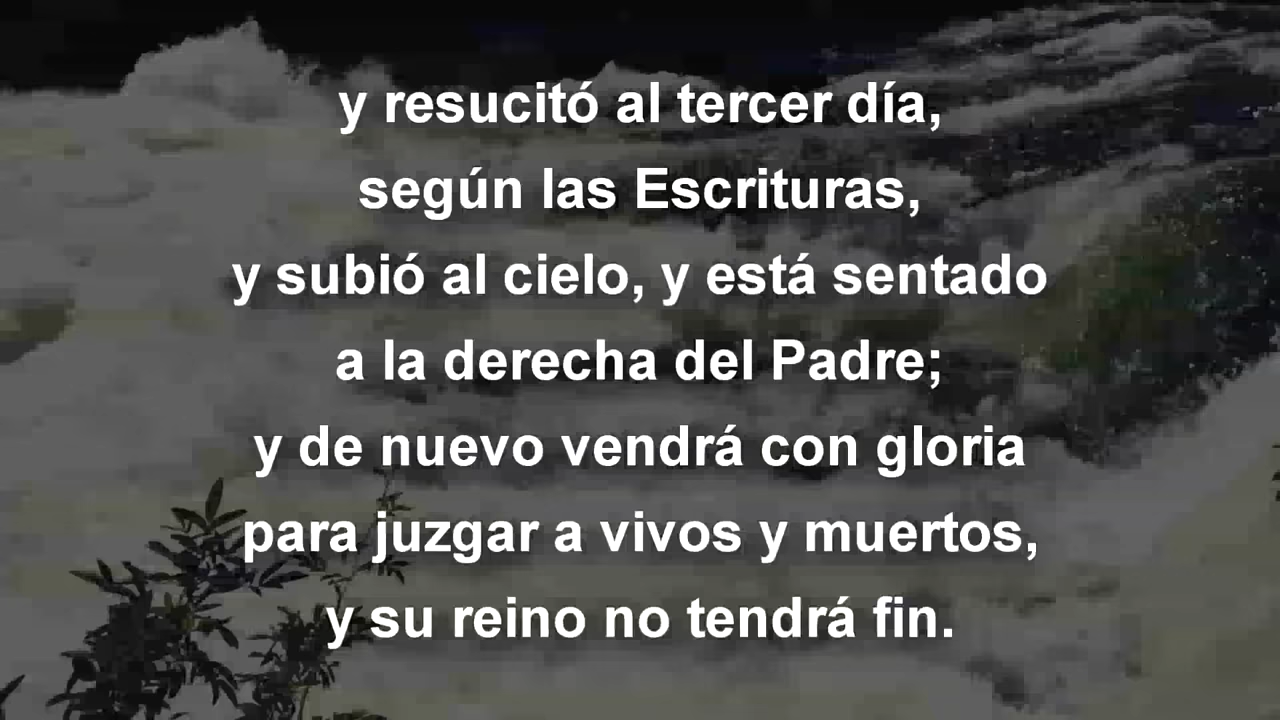 y resucitó al tercer día,
según las Escrituras,
y subió al cielo, y está sentado
a la derecha del Padre;
y de nuevo vendrá con gloria
para juzgar a vivos y muertos,
y su reino no tendrá fin.